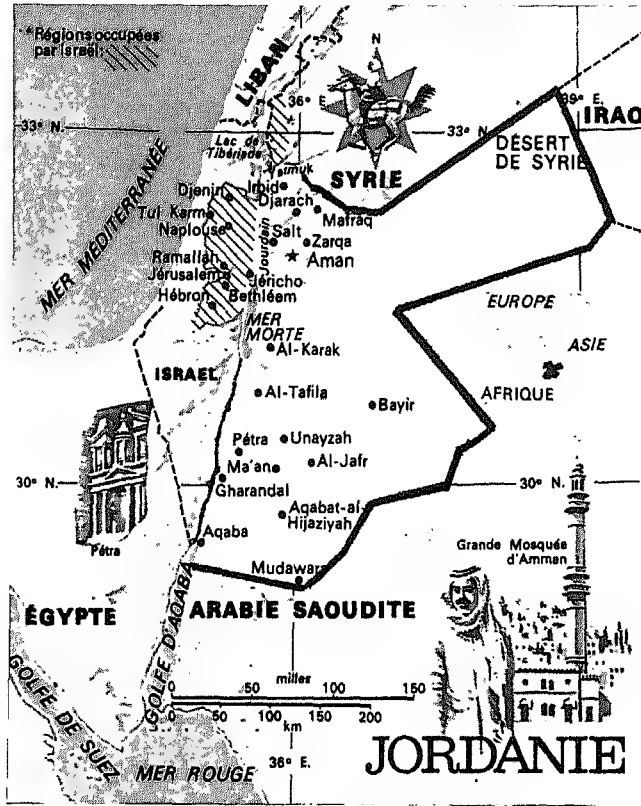 *Régions occupées
par Israël:
LIBAN
N
36° E.
39° E.
IRAQ
33° N.
33° N.
DÉSERT
DE SYRIE
Lac de
Tibériade
MER MÉDITERRANÉE
Yarmuk
SYRIE
Djenin
Irbid
Djarach
Tul Karm
Mafraq
Naplouse
Salt
Zarqa
Jourdain
Aman
Ramallah
Jérusalem
Jéricho
Bethléem
Hébron
EUROPE
MER
MORTE
ASIE
Al-Karak
ISRAEL
AFRIQUE
Al-Tafila
Bayir
Pétra
Unayzah
Ma'an
Al-Jafr
30° N.
30° N.
Gharandal
Aqabat-al-
Hijaziyah
Aqaba
Pétra
Grande Mosquée
d'Amman
Mudawara
ÉGYPTE
ARABIE SAOUDITE
GOLFE D'AQABA
GOLFE DE SUEZ
0 50 100 150
milles
0 50 100 150 200
km
JORDANIE
MER ROUGE
36° E.